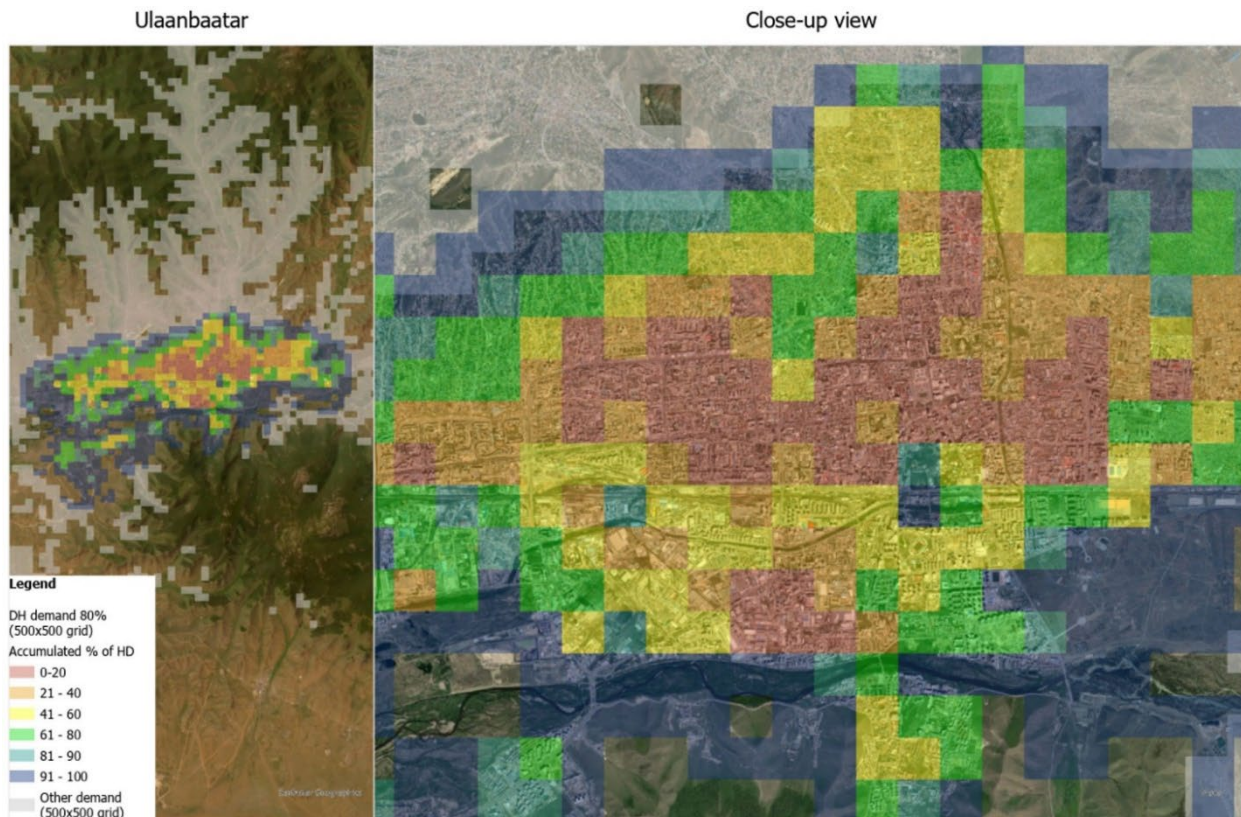 Ulaanbaatar
Close-up view
Legend
DH demand 80%
(500x500 grid)
Accumulated % of HD
0-20
21 - 40
41 - 60
61 - 80
81 - 90
91 - 100
Other demand
(500x500 grid)